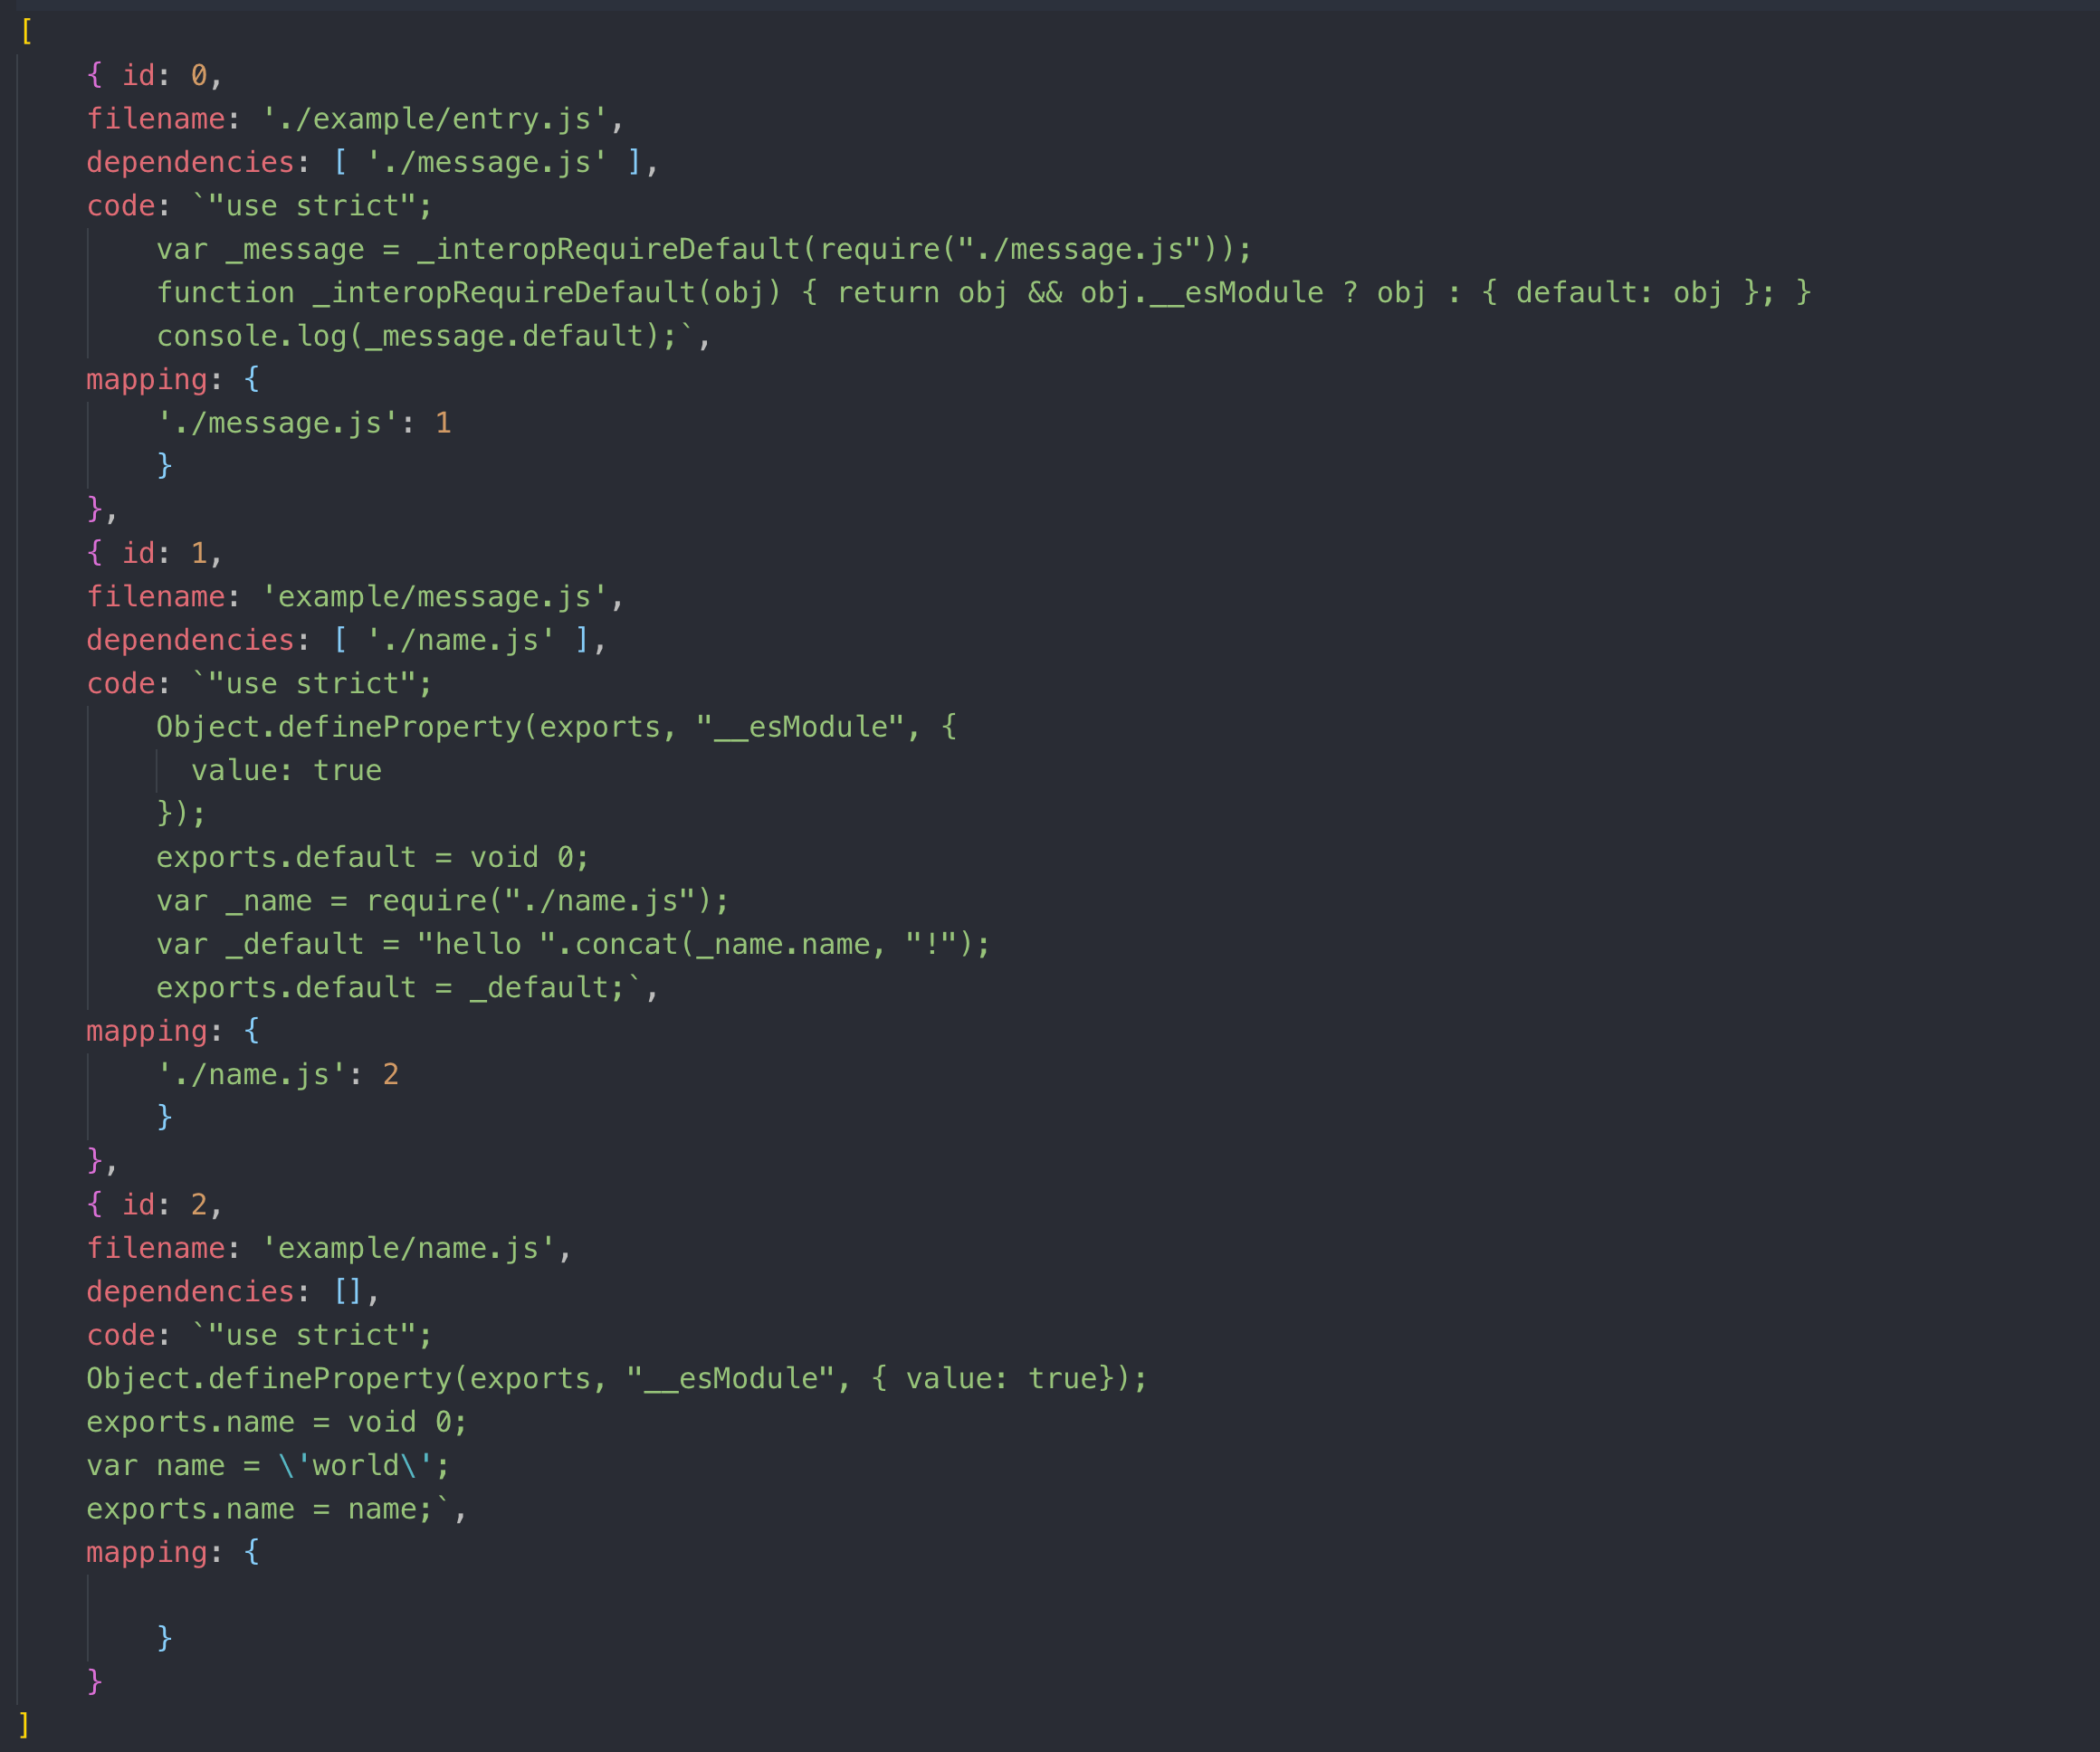 [
    { id: 0,
    filename: './example/entry.js',
    dependencies: [ './message.js' ],
    code: `"use strict";
        var _message = _interopRequireDefault(require("./message.js"));
        function _interopRequireDefault(obj) { return obj && obj.__esModule ? obj : { default: obj }; }
        console.log(_message.default);`,
    mapping: {
        './message.js': 1
        }
    },
    { id: 1,
    filename: 'example/message.js',
    dependencies: [ './name.js' ],
    code: `"use strict";
        Object.defineProperty(exports, "__esModule", {
          value: true
        });
        exports.default = void 0;
        var _name = require("./name.js");
        var _default = "hello ".concat(_name.name, "!");
        exports.default = _default;`,
    mapping: {
        './name.js': 2
        }
    },
    { id: 2,
    filename: 'example/name.js',
    dependencies: [],
    code: `"use strict";
    Object.defineProperty(exports, "__esModule", { value: true});
    exports.name = void 0;
    var name = \'world\';
    exports.name = name;`,
    mapping: {

        }
    }
]